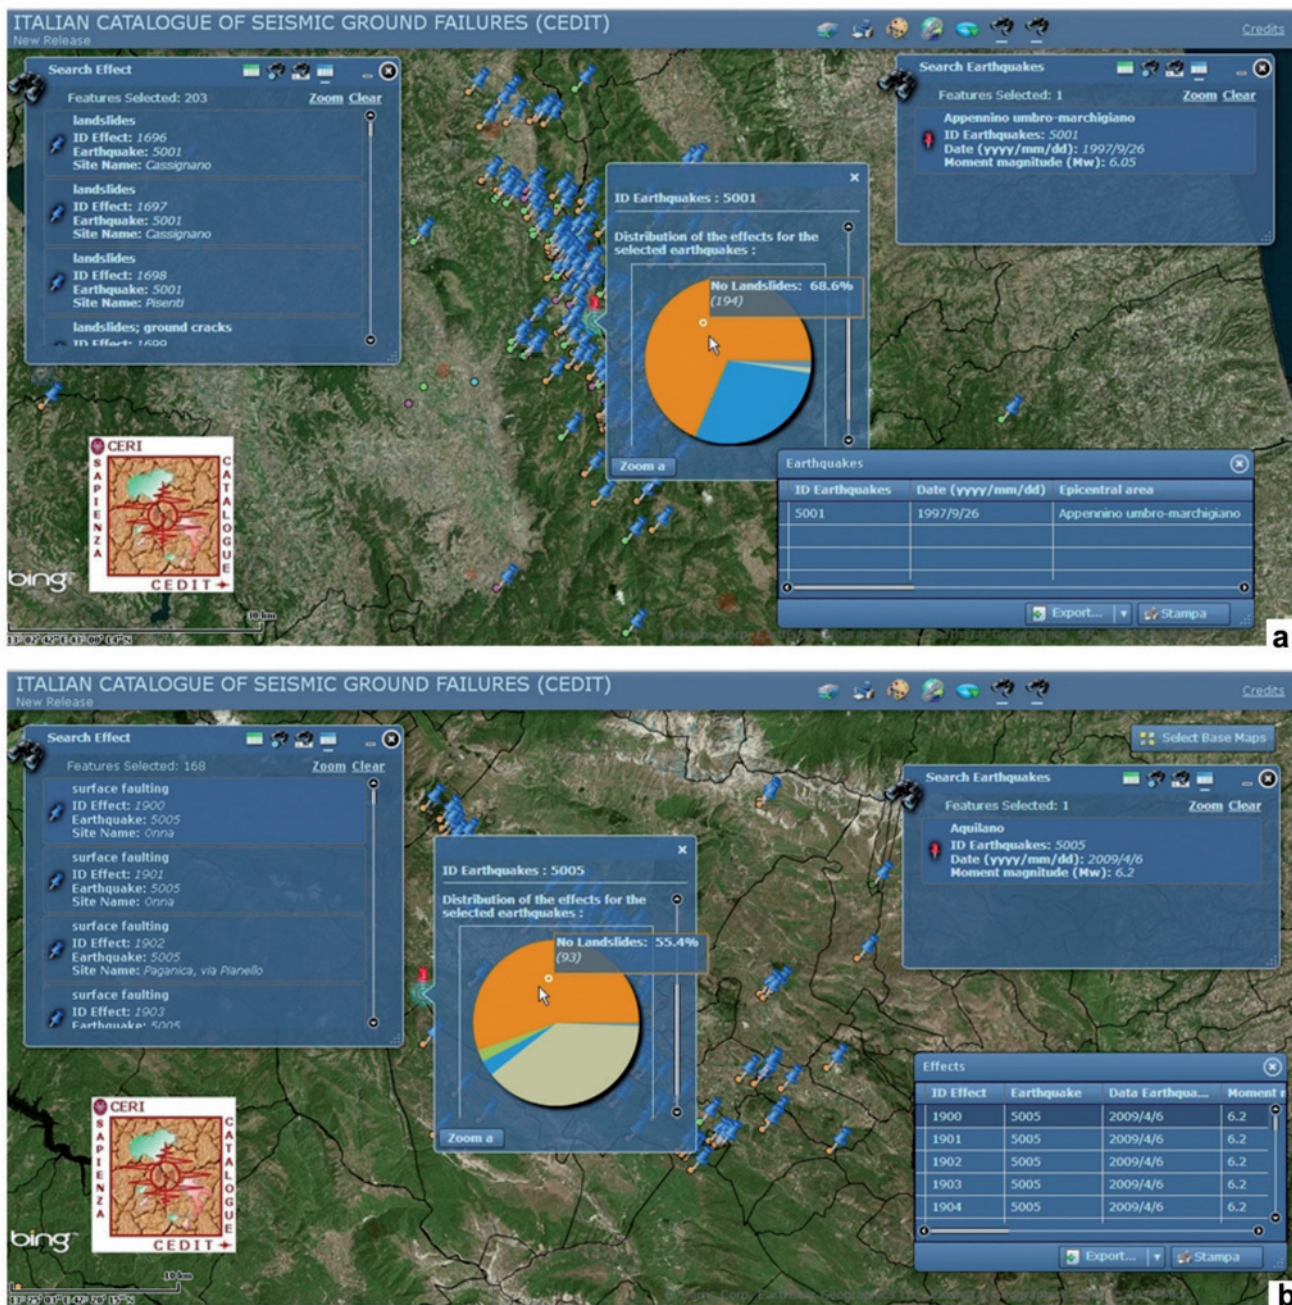 ITALIAN CATALOGUE OF SEISMIC GROUND FAILURES (CEDIT)
New Release
Credits
Search Effect
Features Selected: 203
Zoom Clear
landslides
ID Effect: 1696
Earthquake: 5001
Site Name: Cassignano
landslides
ID Effect: 1697
Earthquake: 5001
Site Name: Cassignano
landslides
ID Effect: 1698
Earthquake: 5001
Site Name: Pisenti
landslides; ground cracks
ID Effect: 1699
Search Earthquakes
Features Selected: 1
Zoom Clear
Appennino umbro-marchigiano
ID Earthquakes: 5001
Date (yyyy/mm/dd): 1997/9/26
Moment magnitude (Mw): 6.05
ID Earthquakes : 5001
Distribution of the effects for the
selected earthquakes :
No Landslides: 68.6%
(194)
Zoom a
Earthquakes
ID Earthquakes Date (yyyy/mm/dd) Epicentral area
5001 1997/9/26 Appennino umbro-marchigiano
Export...
Stampa
CERI
SAPIENZA
CATALOGUE
CEDIT
bing
10 km
a
ITALIAN CATALOGUE OF SEISMIC GROUND FAILURES (CEDIT)
New Release
Credits
Select Base Maps
Search Effect
Features Selected: 168
Zoom Clear
surface faulting
ID Effect: 1900
Earthquake: 5005
Site Name: Onna
surface faulting
ID Effect: 1901
Earthquake: 5005
Site Name: Onna
surface faulting
ID Effect: 1902
Earthquake: 5005
Site Name: Paganica, via Pianello
surface faulting
ID Effect: 1903
Earthquake: 5005
Search Earthquakes
Features Selected: 1
Zoom Clear
Aquilano
ID Earthquakes: 5005
Date (yyyy/mm/dd): 2009/4/6
Moment magnitude (Mw): 6.2
ID Earthquakes : 5005
Distribution of the effects for the
selected earthquakes :
No Landslides: 55.4%
(93)
Zoom a
Effects
ID Effect Earthquake Data Earthqua... Moment
1900 5005 2009/4/6 6.2
1901 5005 2009/4/6 6.2
1902 5005 2009/4/6 6.2
1903 5005 2009/4/6 6.2
1904 5005 2009/4/6 6.2
Export...
Stampa
CERI
SAPIENZA
CATALOGUE
CEDIT
bing
10 km
b